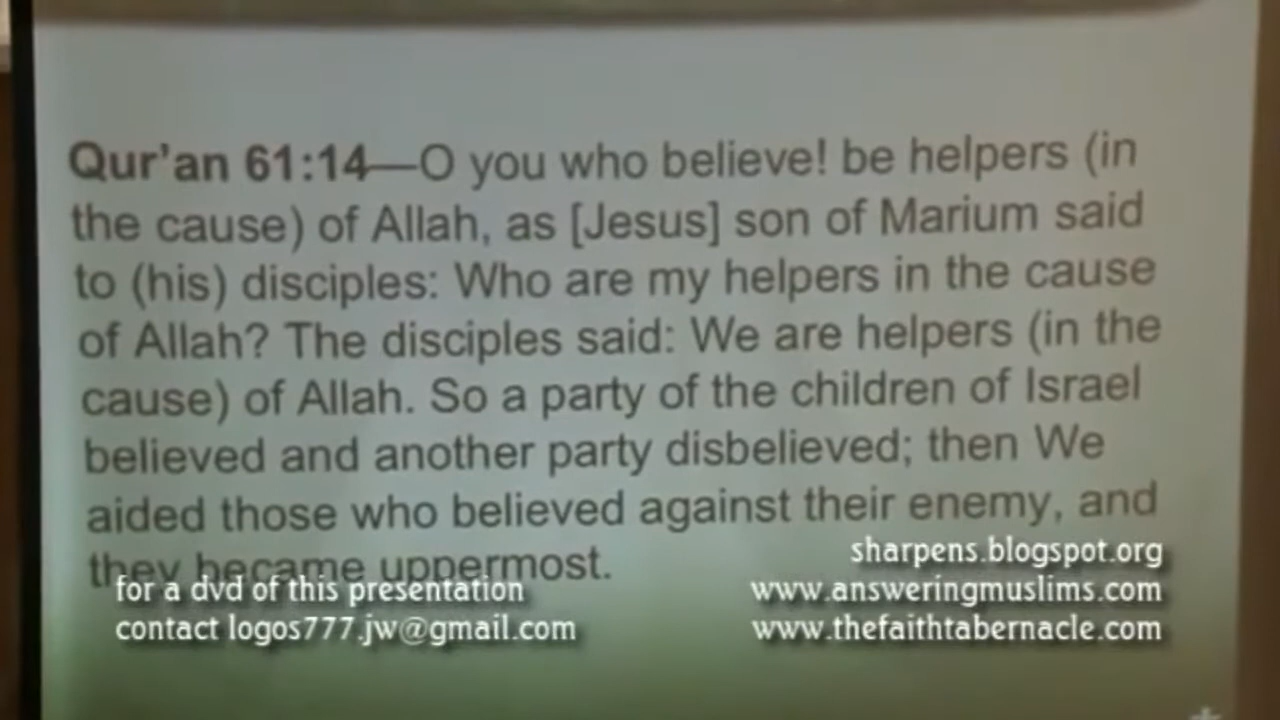 Qur'an 61:14—O you who believe! be helpers (in
the cause) of Allah, as [Jesus] son of Marium said
to (his) disciples: Who are my helpers in the cause
of Allah? The disciples said: We are helpers (in the
cause) of Allah. So a party of the children of Israel
believed and another party disbelieved; then We
aided those who believed against their enemy, and
they became uppermost.
sharpens.blogspot.org
for a dvd of this presentation
www.answeringmuslims.com
contact logos777.jw@gmail.com
www.thefaithtabernacle.com